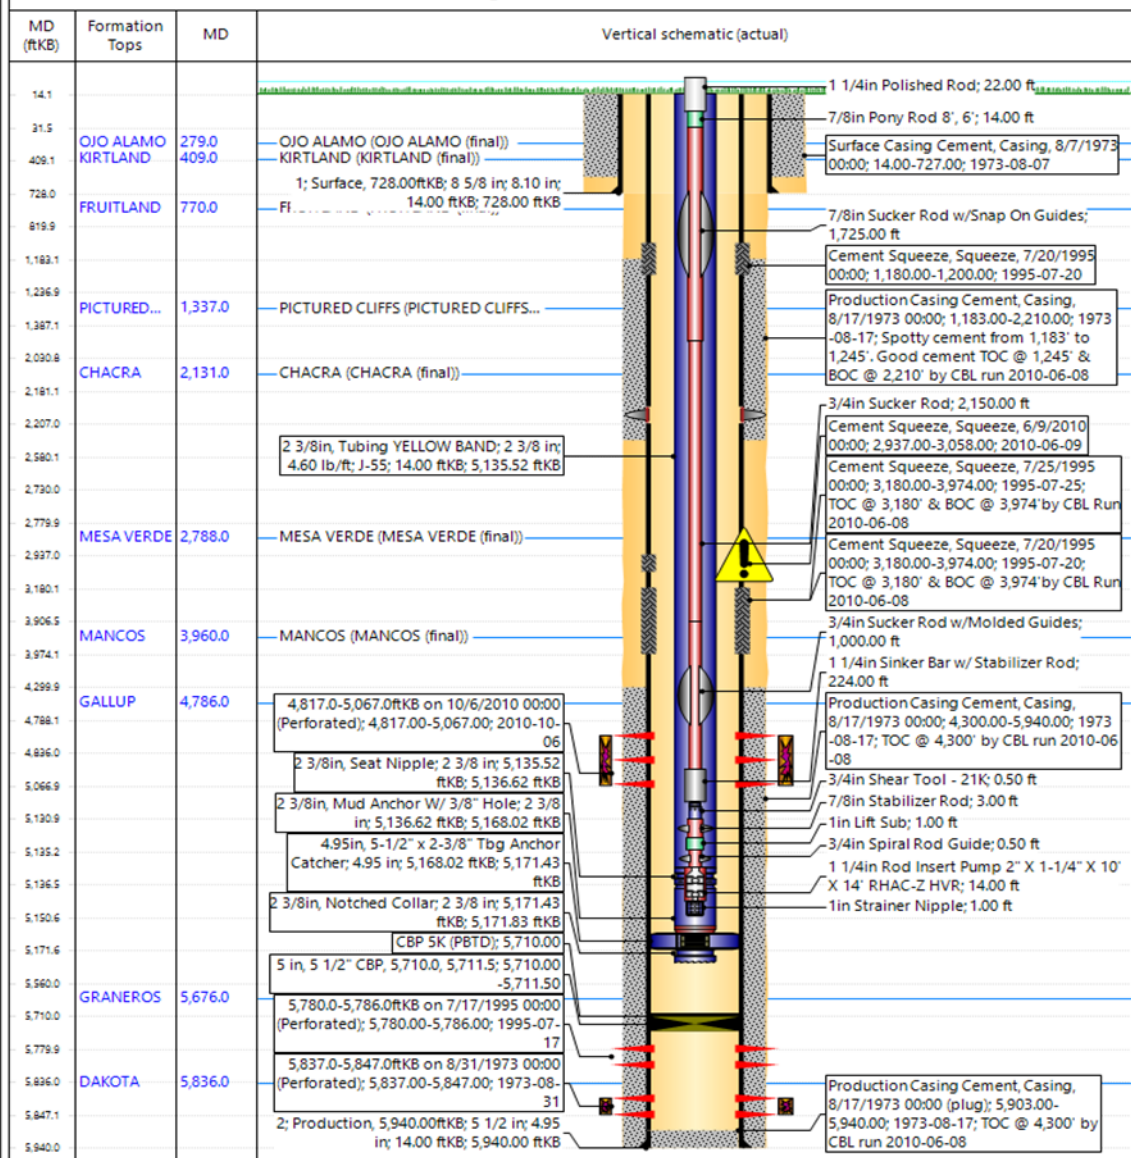 MD
(ftKB)
Formation
Tops
MD
Vertical schematic (actual)
14.1
31.5
409.1
728.0
819.9
1,183.1
1,236.9
1,387.1
2,030.8
2,181.1
2,207.0
2,580.1
2,730.0
2,779.9
2,937.0
3,180.1
3,906.5
3,974.1
4,299.9
4,788.1
4,836.0
5,066.9
5,130.9
5,135.2
5,136.5
5,150.6
5,171.6
5,560.0
5,710.0
5,779.9
5,836.0
5,847.1
5,940.0
OJO ALAMO 279.0
KIRTLAND 409.0
FRUITLAND 770.0
PICTURED... 1,337.0
CHACRA 2,131.0
MESA VERDE 2,788.0
MANCOS 3,960.0
GALLUP 4,786.0
GRANEROS 5,676.0
DAKOTA 5,836.0
OJO ALAMO (OJO ALAMO (final))
KIRTLAND (KIRTLAND (final))
1; Surface, 728.00ftKB; 8 5/8 in; 8.10 in;
14.00 ftKB; 728.00 ftKB
PICTURED CLIFFS (PICTURED CLIFFS...
CHACRA (CHACRA (final))
2 3/8in, Tubing YELLOW BAND; 2 3/8 in;
4.60 lb/ft; J-55; 14.00 ftKB; 5,135.52 ftKB
MESA VERDE (MESA VERDE (final))
MANCOS (MANCOS (final))
4,817.0-5,067.0ftKB on 10/6/2010 00:00
(Perforated); 4,817.00-5,067.00; 2010-10-
06
2 3/8in, Seat Nipple; 2 3/8 in; 5,135.52
ftKB; 5,136.62 ftKB
2 3/8in, Mud Anchor W/ 3/8" Hole; 2 3/8
in; 5,136.62 ftKB; 5,168.02 ftKB
4.95in, 5-1/2" x 2-3/8" Tbg Anchor
Catcher; 4.95 in; 5,168.02 ftKB; 5,171.43
ftKB
2 3/8in, Notched Collar; 2 3/8 in; 5,171.43
ftKB; 5,171.83 ftKB
CBP 5K (PBTD); 5,710.00
5 in, 5 1/2" CBP, 5,710.0, 5,711.5; 5,710.00
-5,711.50
5,780.0-5,786.0ftKB on 7/17/1995 00:00
(Perforated); 5,780.00-5,786.00; 1995-07-
17
5,837.0-5,847.0ftKB on 8/31/1973 00:00
(Perforated); 5,837.00-5,847.00; 1973-08-
31
2; Production, 5,940.00ftKB; 5 1/2 in; 4.95
in; 14.00 ftKB; 5,940.00 ftKB
1 1/4in Polished Rod; 22.00 ft
7/8in Pony Rod 8', 6'; 14.00 ft
Surface Casing Cement, Casing, 8/7/1973
00:00; 14.00-727.00; 1973-08-07
7/8in Sucker Rod w/Snap On Guides;
1,725.00 ft
Cement Squeeze, Squeeze, 7/20/1995
00:00; 1,180.00-1,200.00; 1995-07-20
Production Casing Cement, Casing,
8/17/1973 00:00; 1,183.00-2,210.00; 1973
-08-17; Spotty cement from 1,183' to
1,245'. Good cement TOC @ 1,245' &
BOC @ 2,210' by CBL run 2010-06-08
3/4in Sucker Rod; 2,150.00 ft
Cement Squeeze, Squeeze, 6/9/2010
00:00; 2,937.00-3,058.00; 2010-06-09
Cement Squeeze, Squeeze, 7/25/1995
00:00; 3,180.00-3,974.00; 1995-07-25;
TOC @ 3,180' & BOC @ 3,974'by CBL Run
2010-06-08
Cement Squeeze, Squeeze, 7/20/1995
00:00; 3,180.00-3,974.00; 1995-07-20;
TOC @ 3,180' & BOC @ 3,974'by CBL Run
2010-06-08
3/4in Sucker Rod w/Molded Guides;
1,000.00 ft
1 1/4in Sinker Bar w/ Stabilizer Rod;
224.00 ft
Production Casing Cement, Casing,
8/17/1973 00:00; 4,300.00-5,940.00; 1973
-08-17; TOC @ 4,300' by CBL run 2010-06
-08
3/4in Shear Tool - 21K; 0.50 ft
7/8in Stabilizer Rod; 3.00 ft
1in Lift Sub; 1.00 ft
3/4in Spiral Rod Guide; 0.50 ft
1 1/4in Rod Insert Pump 2" X 1-1/4" X 10'
X 14' RHAC-Z HVR; 14.00 ft
1in Strainer Nipple; 1.00 ft
Production Casing Cement, Casing,
8/17/1973 00:00 (plug); 5,903.00-
5,940.00; 1973-08-17; TOC @ 4,300' by
CBL run 2010-06-08